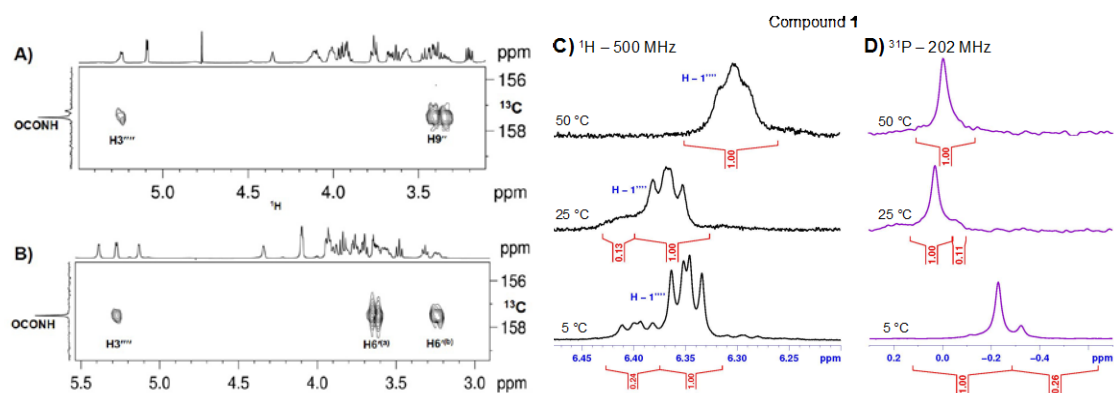 Compound 1
A)
ppm
156
¹³C
158
OCONH
H3'''''
H9''
5.0
4.5
4.0
3.5
ppm
¹H
B)
ppm
156
¹³C
158
OCONH
H3'''''
H6'(a)
H6'(b)
5.5
5.0
4.5
4.0
3.5
3.0
ppm
C) ¹H – 500 MHz
H – 1''''
50 °C
1.00
H – 1''''
25 °C
0.13
1.00
H – 1''''
5 °C
6.45
6.40
6.35
6.30
6.25
ppm
0.24
1.00
D) ³¹P – 202 MHz
50 °C
1.00
25 °C
1.00
0.11
5 °C
0.2
0.0
-0.2
-0.4
ppm
1.00
0.26